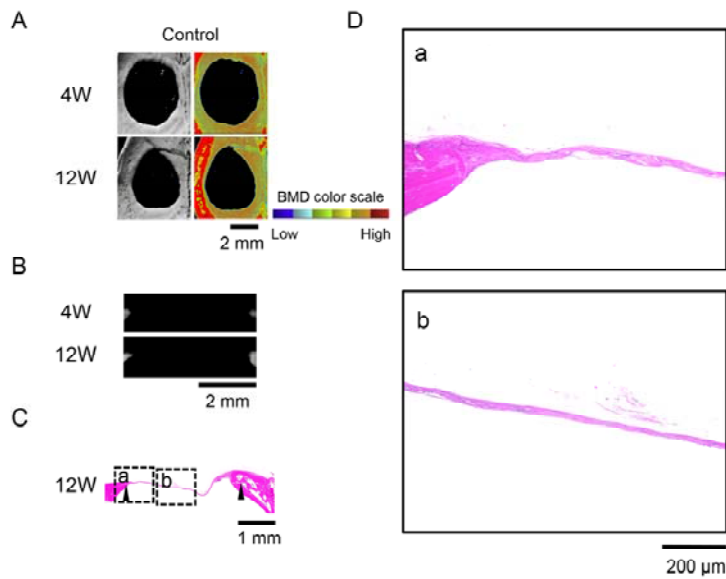 A
Control
4W
12W
BMD color scale
Low High
2 mm
B
4W
12W
2 mm
C
12W
a
b
1 mm
D
a
b
200 µm